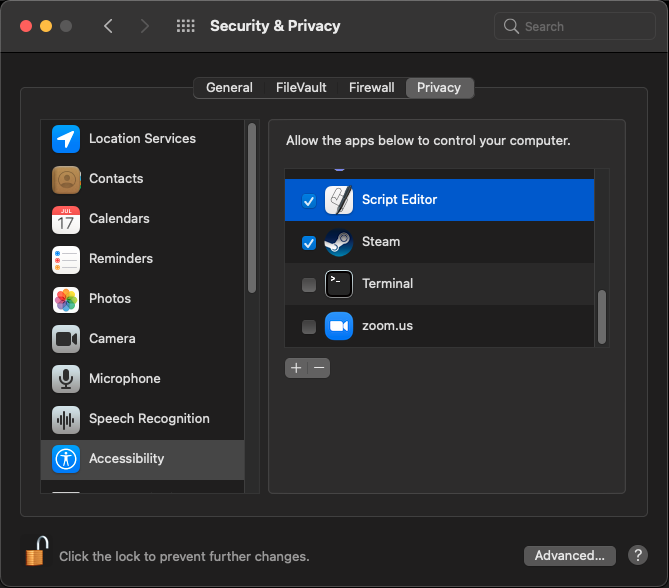 Security & Privacy
Search
General FileVault Firewall Privacy
Location Services
Contacts
JUL
17
Calendars
Reminders
Photos
Camera
Microphone
Speech Recognition
Accessibility
Allow the apps below to control your computer.
Script Editor
Steam
>-
Terminal
zoom.us
+ −
Click the lock to prevent further changes.
Advanced...
?